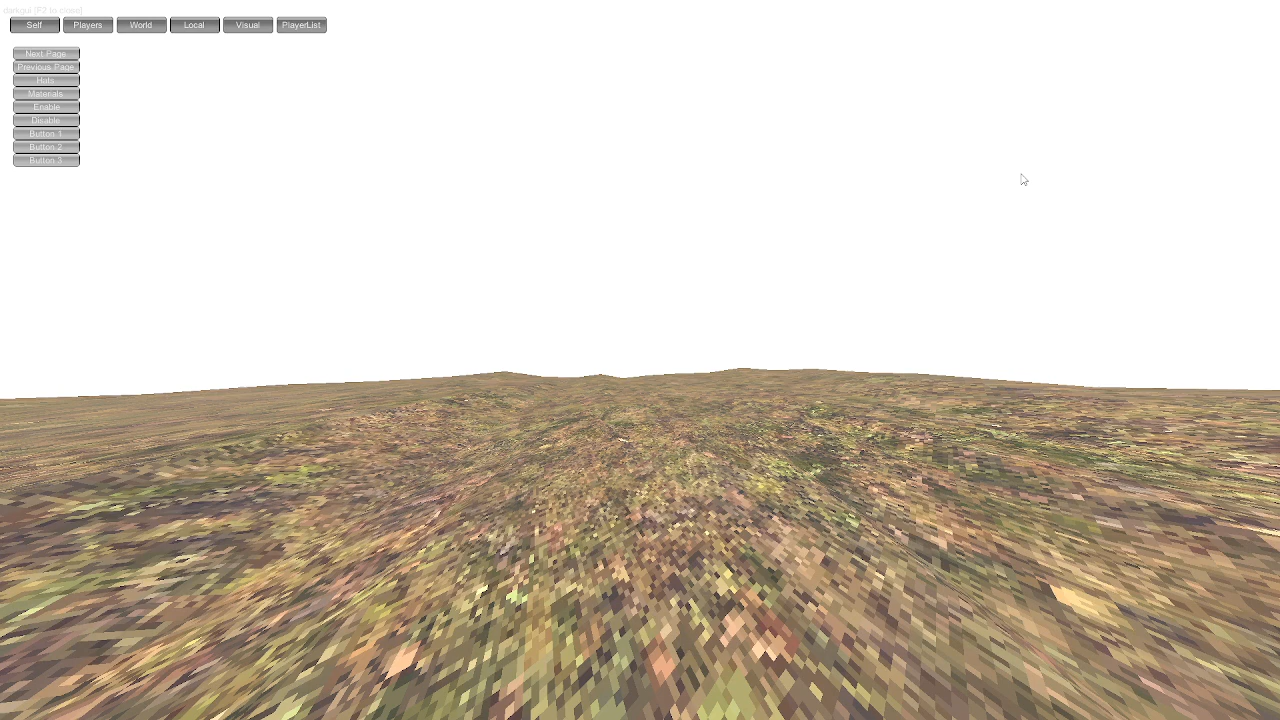 darkgui [F2 to close]
Self Players World Local Visual PlayerList
Next Page
Previous Page
Hats
Materials
Enable
Disable
Button 1
Button 2
Button 3